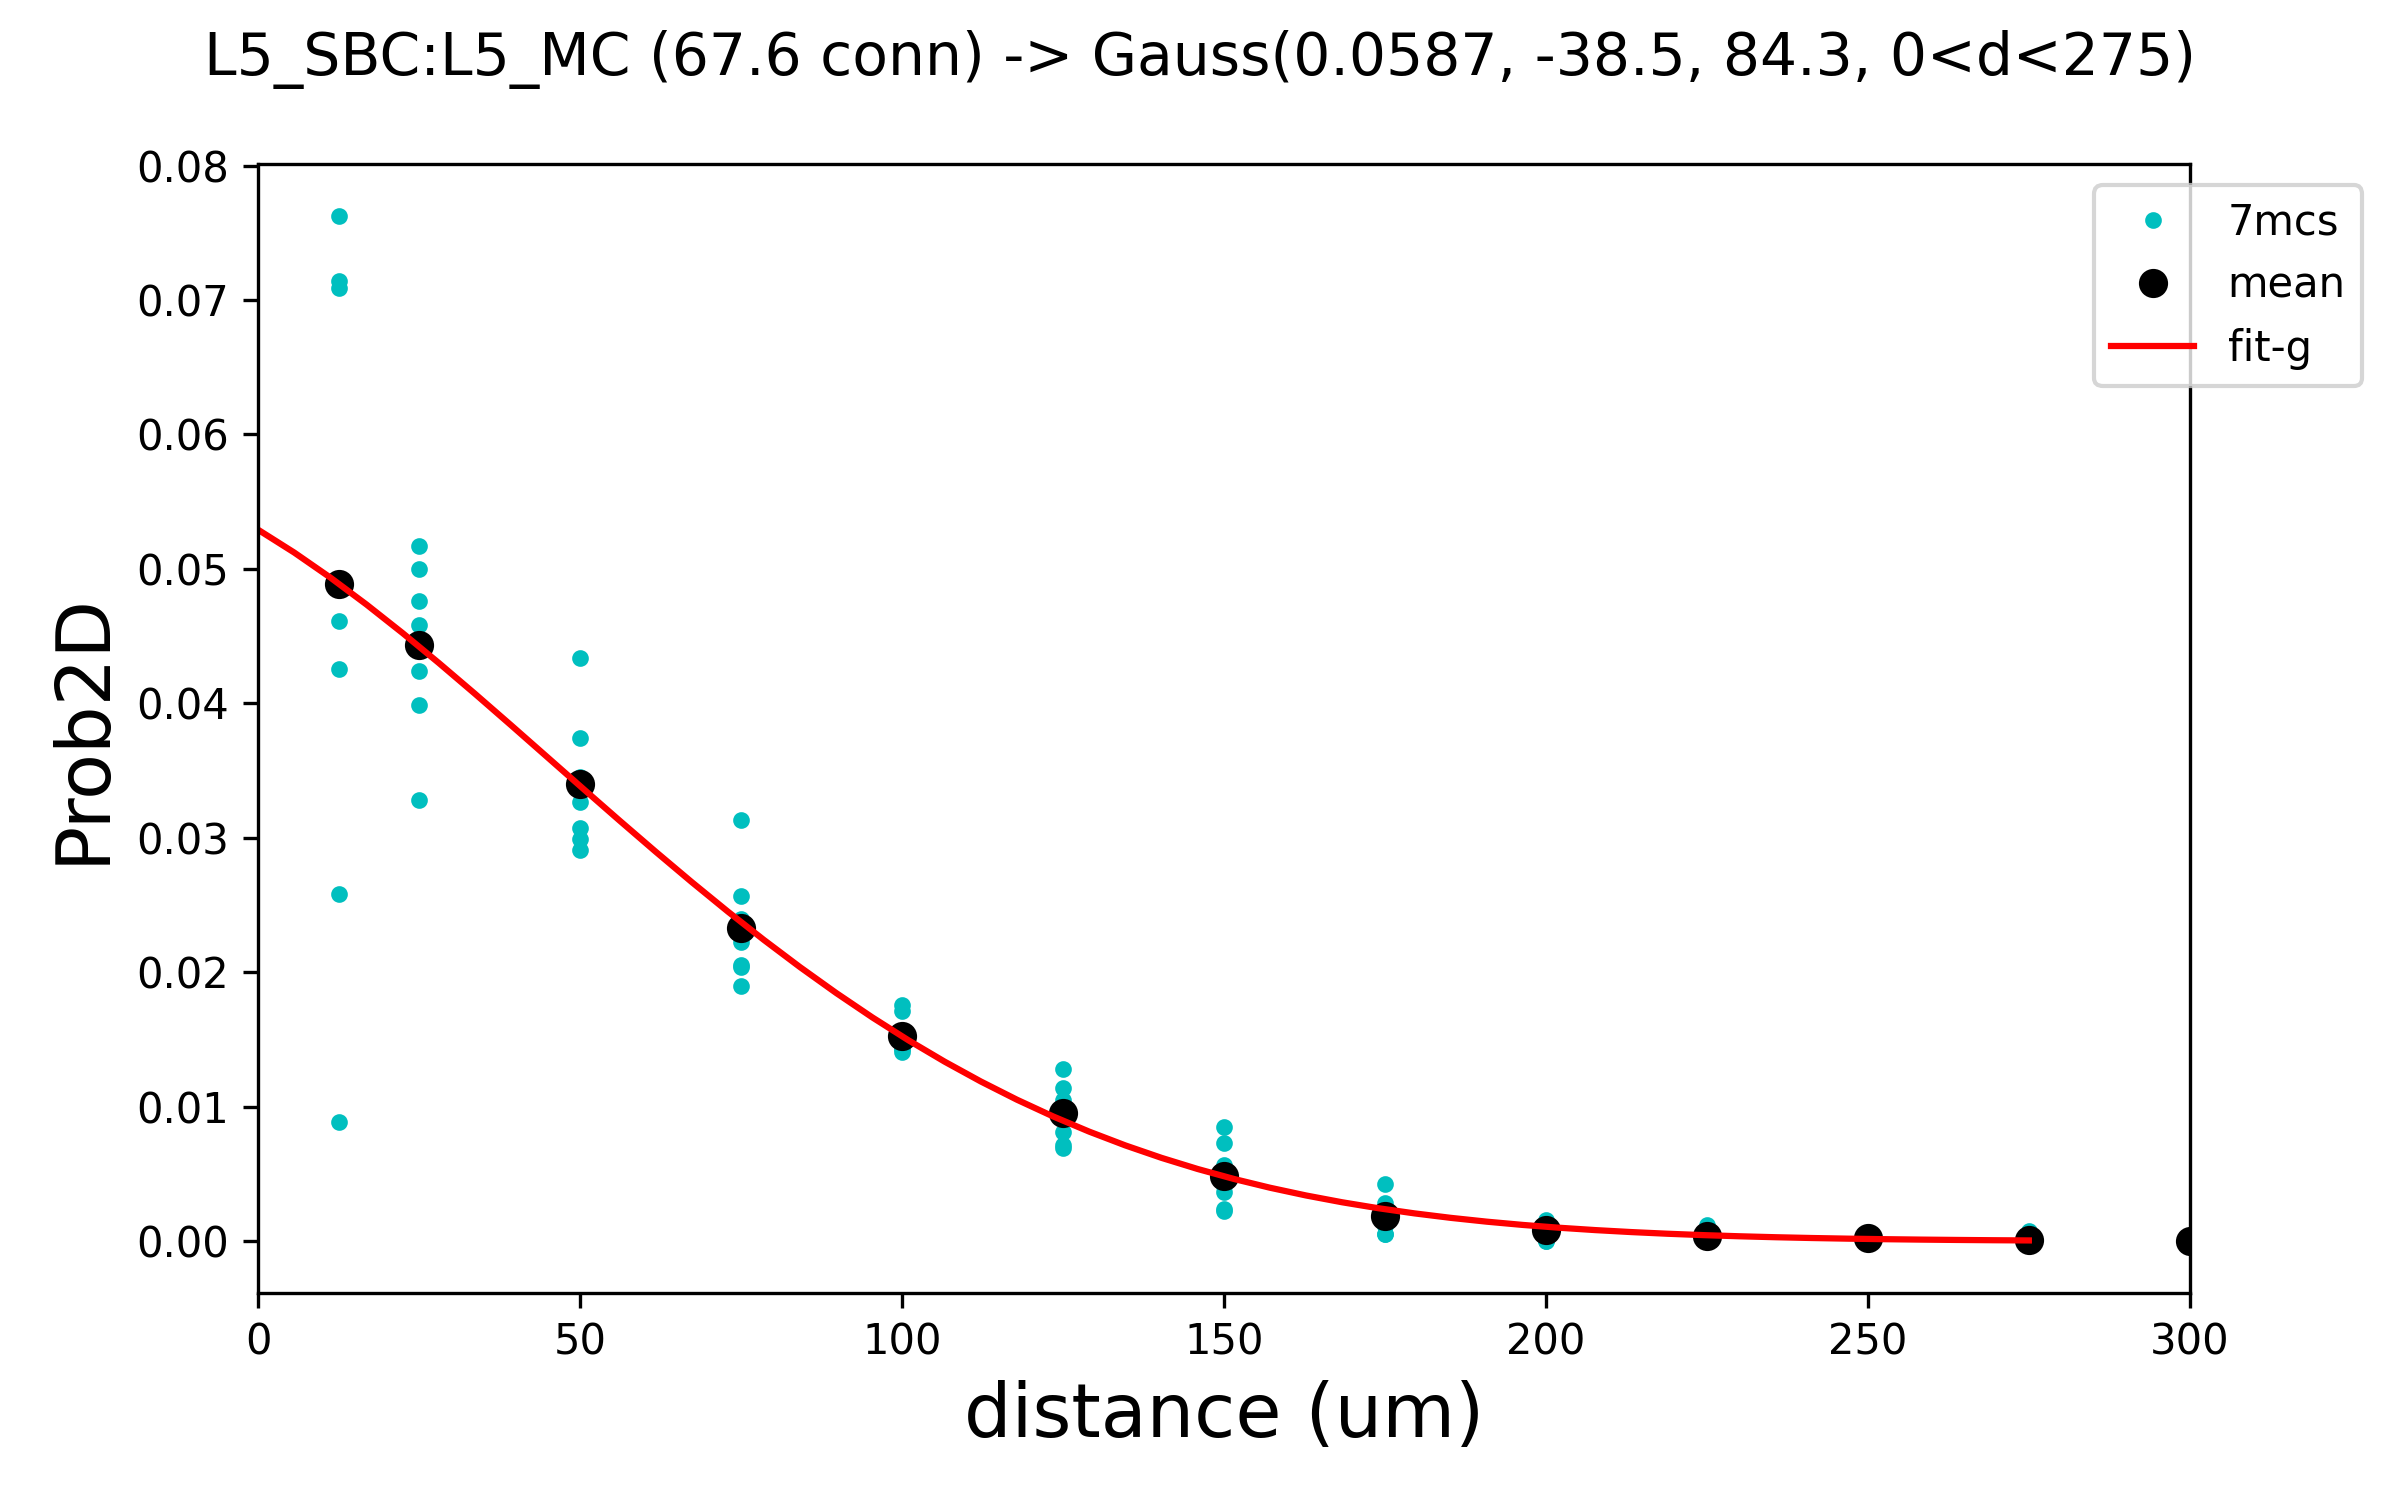 L5_SBC:L5_MC (67.6 conn) -> Gauss(0.0587, -38.5, 84.3, 0<d<275)
0.08
0.07
0.06
0.05
0.04
0.03
0.02
0.01
0.00
Prob2D
7mcs
mean
fit-g
0 50 100 150 200 250 300
distance (um)